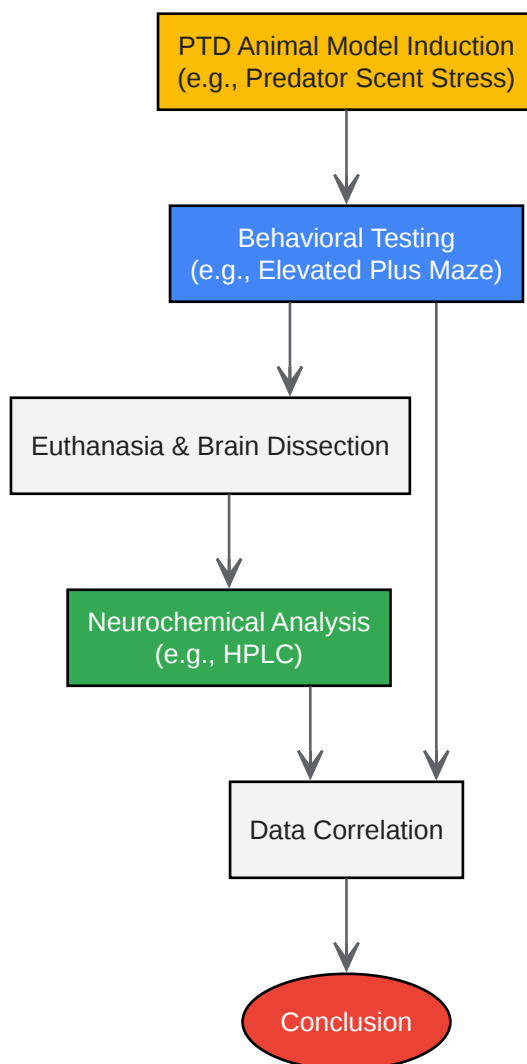 PTD Animal Model Induction
(e.g., Predator Scent Stress)
Behavioral Testing
(e.g., Elevated Plus Maze)
Euthanasia & Brain Dissection
Neurochemical Analysis
(e.g., HPLC)
Data Correlation
Conclusion